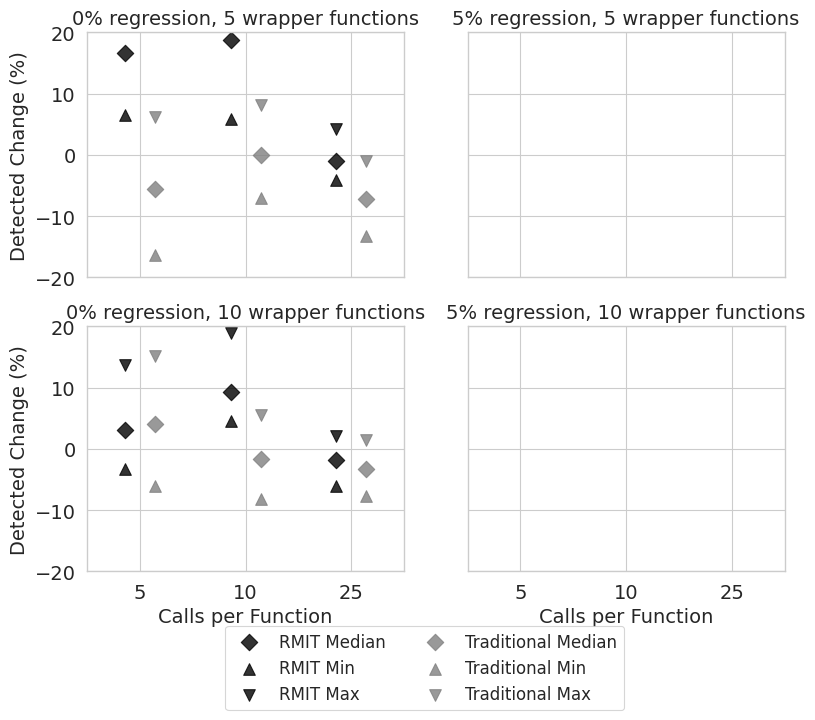 0% regression, 5 wrapper functions
5% regression, 5 wrapper functions
Detected Change (%)
20
10
0
−10
−20
0% regression, 10 wrapper functions
5% regression, 10 wrapper functions
Detected Change (%)
20
10
0
−10
−20
5 10 25
5 10 25
Calls per Function
Calls per Function
RMIT Median
RMIT Min
RMIT Max
Traditional Median
Traditional Min
Traditional Max